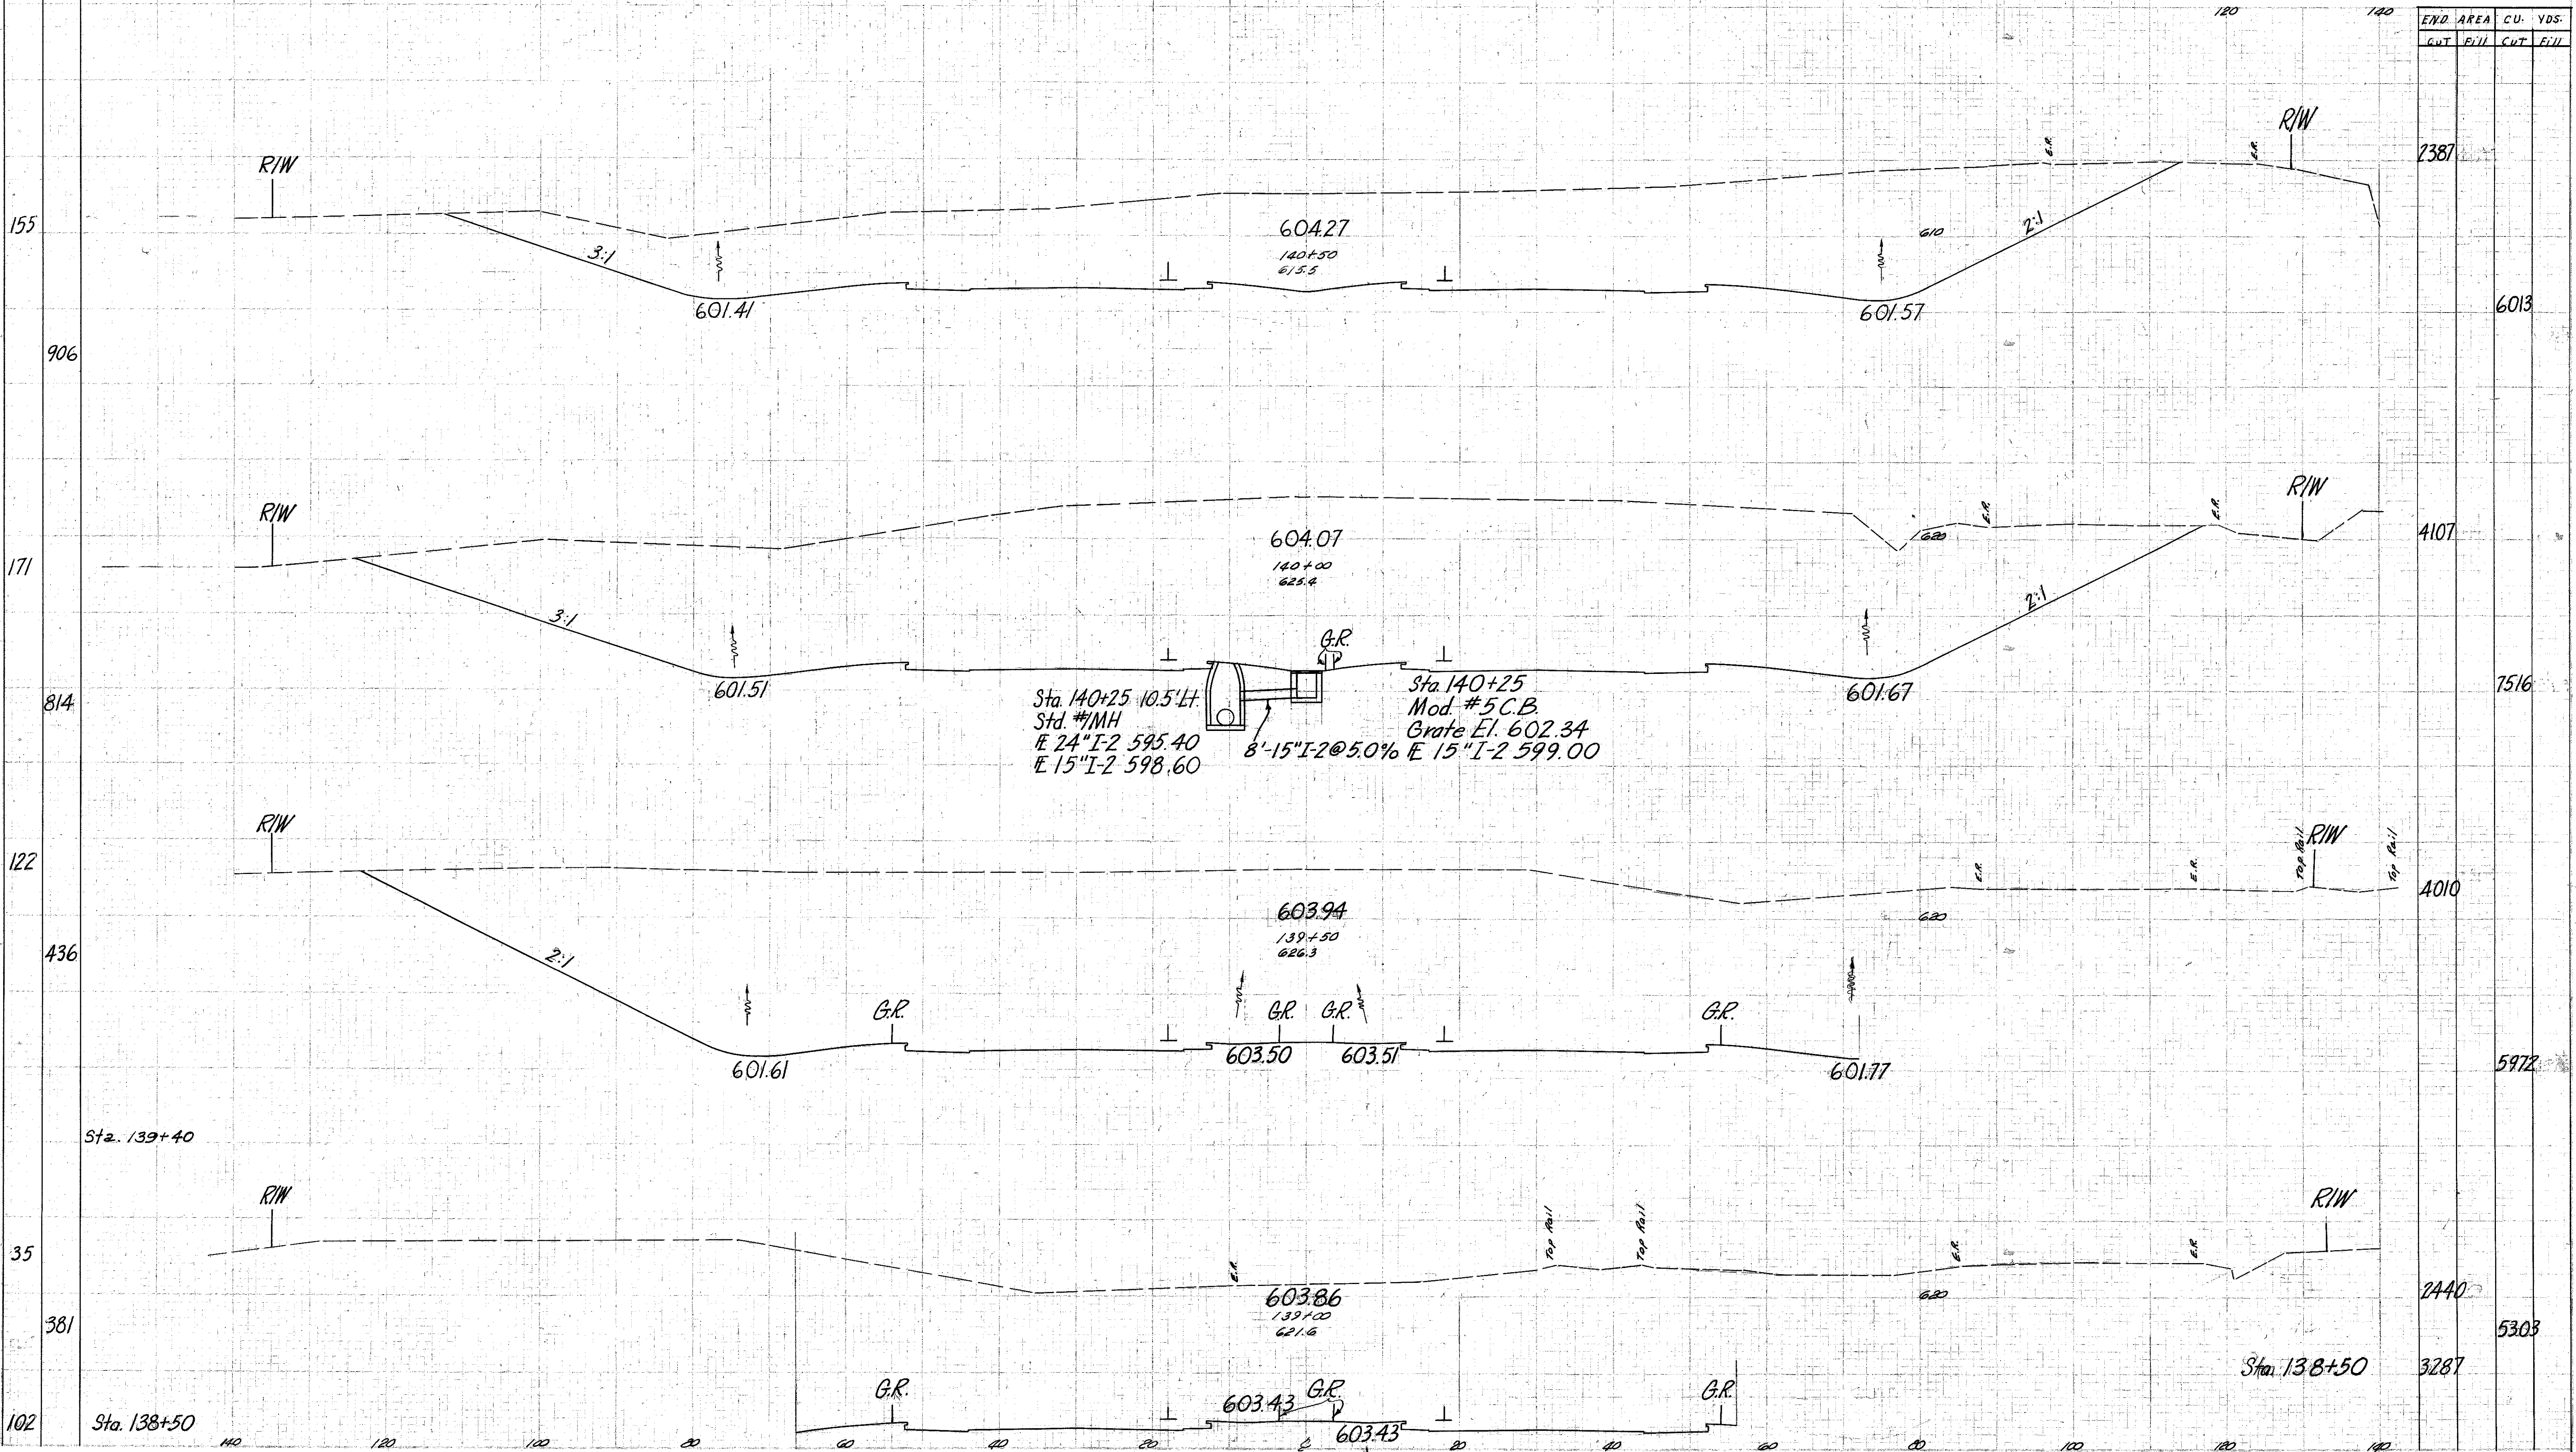 120 140
END AREA CU. YDS.
CUT Fill CUT Fill
R/W
R/W
E.R.
E.R.
2387
155
604.27
140+50
615.5
610
3:1
2:1
601.41
601.57
6013
906
R/W
R/W
E.R.
E.R.
604.07
140+00
625.4
620
4107
171
3:1
2:1
G.R.
601.51
601.67
814
7516
Sta. 140+25 10.5' Lt.
Std. #1 MH
24" I-2 595.40
15" I-2 598.60
8'-15" I-2 @ 5.0%
Sta. 140+25
Mod. #5 C.B.
Grate El. 602.34
15" I-2 599.00
R/W
R/W
E.R.
E.R.
Top Rail
Top Rail
122
4010
603.94
139+50
626.3
620
436
2:1
G.R.
G.R.
G.R.
G.R.
601.61
603.50
603.51
601.77
5972
Sta. 139+40
R/W
R/W
E.R.
Top Rail
Top Rail
E.R.
E.R.
35
603.86
139+00
621.6
620
2440
381
5303
Sta. 138+50 3287
G.R.
G.R.
G.R.
603.43
603.43
102 Sta. 138+50
140 120 100 80 60 40 20 ℄ 20 40 60 80 100 120 140